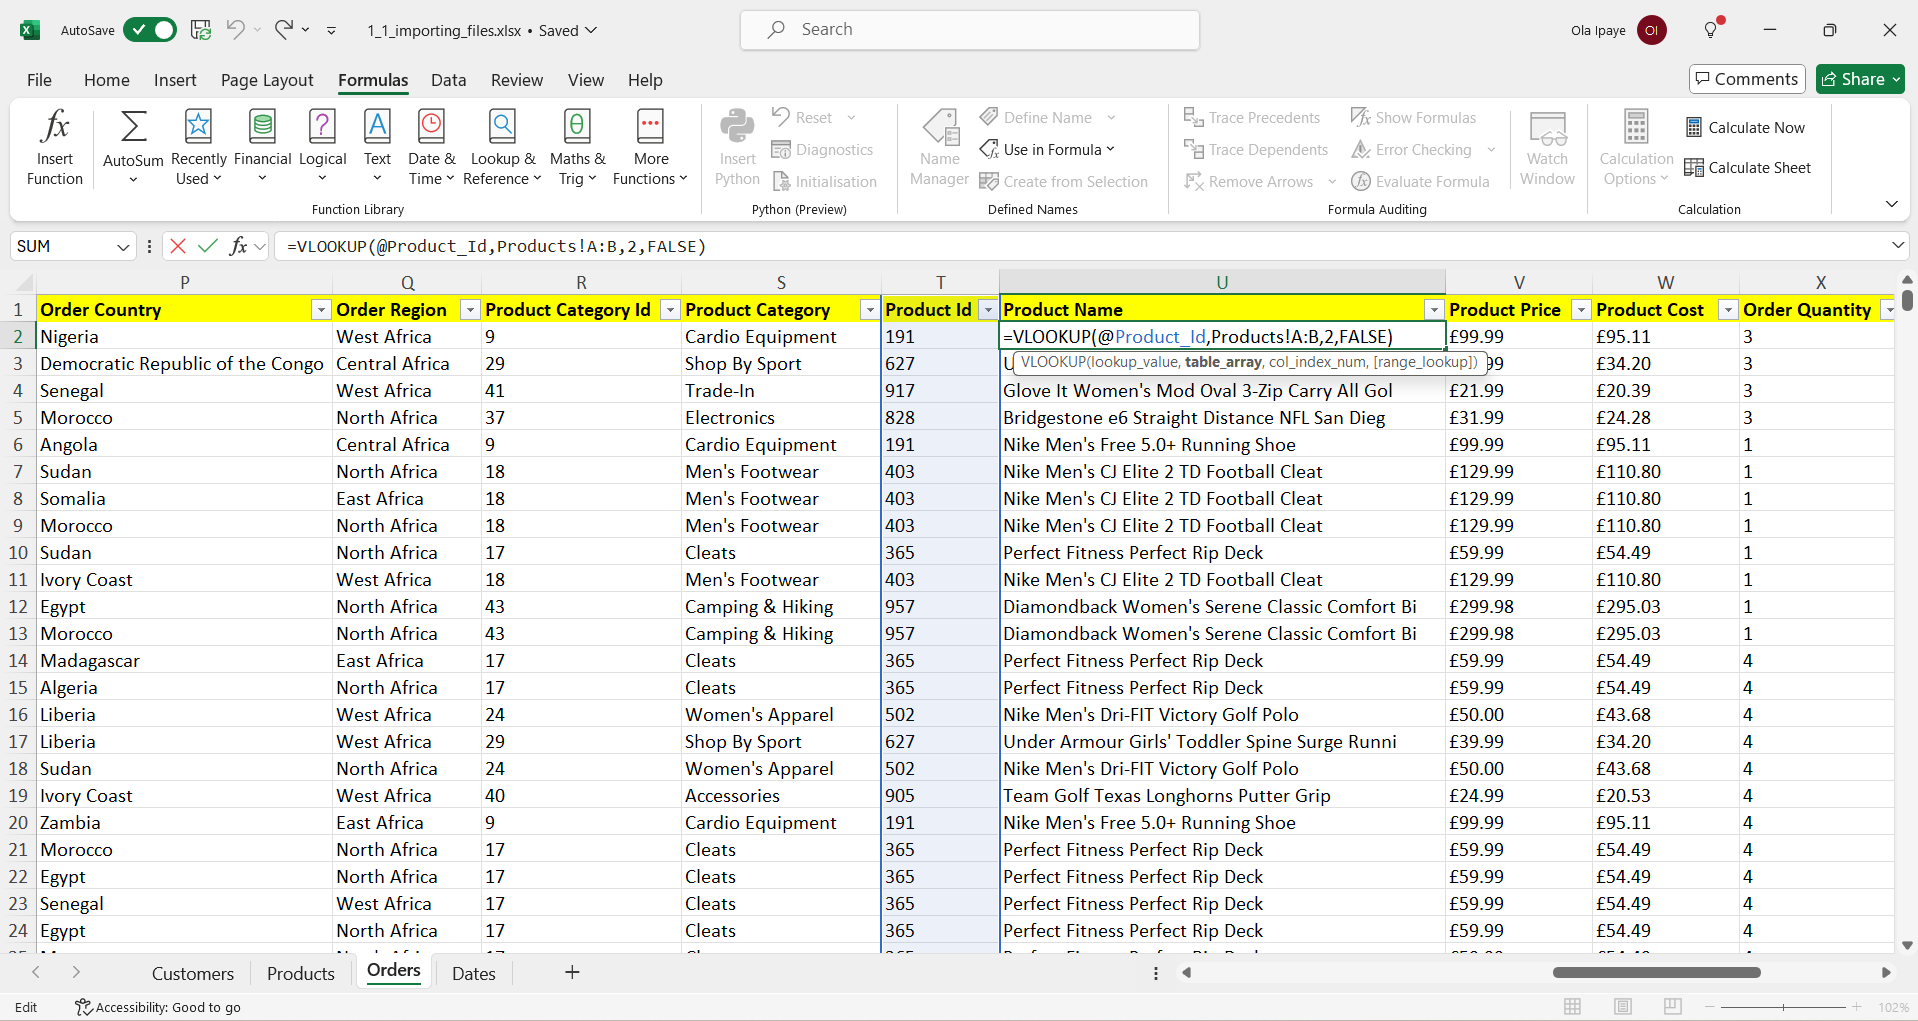 AutoSave 1_1_importing_files.xlsx • Saved Search Ola Ipaye OI
File Home Insert Page Layout Formulas Data Review View Help Comments Share
Insert Function AutoSum Recently Used Financial Logical Text Date & Time Lookup & Reference Maths & Trig More Functions
Function Library
Insert Python Reset Diagnostics Initialisation
Python (Preview)
Name Manager Define Name Use in Formula Create from Selection
Defined Names
Trace Precedents Show Formulas
Trace Dependents Error Checking
Remove Arrows Evaluate Formula
Watch Window
Formula Auditing
Calculation Options Calculate Now Calculate Sheet
Calculation
SUM fx =VLOOKUP(@Product_Id,Products!A:B,2,FALSE)
P Q R S T U V W X
1 Order Country Order Region Product Category Id Product Category Product Id Product Name Product Price Product Cost Order Quantity
2 Nigeria West Africa 9 Cardio Equipment 191 =VLOOKUP(@Product_Id,Products!A:B,2,FALSE) £99.99 £95.11 3
VLOOKUP(lookup_value, table_array, col_index_num, [range_lookup])
3 Democratic Republic of the Congo Central Africa 29 Shop By Sport 627 U 99 £34.20 3
4 Senegal West Africa 41 Trade-In 917 Glove It Women's Mod Oval 3-Zip Carry All Gol £21.99 £20.39 3
5 Morocco North Africa 37 Electronics 828 Bridgestone e6 Straight Distance NFL San Dieg £31.99 £24.28 3
6 Angola Central Africa 9 Cardio Equipment 191 Nike Men's Free 5.0+ Running Shoe £99.99 £95.11 1
7 Sudan North Africa 18 Men's Footwear 403 Nike Men's CJ Elite 2 TD Football Cleat £129.99 £110.80 1
8 Somalia East Africa 18 Men's Footwear 403 Nike Men's CJ Elite 2 TD Football Cleat £129.99 £110.80 1
9 Morocco North Africa 18 Men's Footwear 403 Nike Men's CJ Elite 2 TD Football Cleat £129.99 £110.80 1
10 Sudan North Africa 17 Cleats 365 Perfect Fitness Perfect Rip Deck £59.99 £54.49 1
11 Ivory Coast West Africa 18 Men's Footwear 403 Nike Men's CJ Elite 2 TD Football Cleat £129.99 £110.80 1
12 Egypt North Africa 43 Camping & Hiking 957 Diamondback Women's Serene Classic Comfort Bi £299.98 £295.03 1
13 Morocco North Africa 43 Camping & Hiking 957 Diamondback Women's Serene Classic Comfort Bi £299.98 £295.03 1
14 Madagascar East Africa 17 Cleats 365 Perfect Fitness Perfect Rip Deck £59.99 £54.49 4
15 Algeria North Africa 17 Cleats 365 Perfect Fitness Perfect Rip Deck £59.99 £54.49 4
16 Liberia West Africa 24 Women's Apparel 502 Nike Men's Dri-FIT Victory Golf Polo £50.00 £43.68 4
17 Liberia West Africa 29 Shop By Sport 627 Under Armour Girls' Toddler Spine Surge Runni £39.99 £34.20 4
18 Sudan North Africa 24 Women's Apparel 502 Nike Men's Dri-FIT Victory Golf Polo £50.00 £43.68 4
19 Ivory Coast West Africa 40 Accessories 905 Team Golf Texas Longhorns Putter Grip £24.99 £20.53 4
20 Zambia East Africa 9 Cardio Equipment 191 Nike Men's Free 5.0+ Running Shoe £99.99 £95.11 4
21 Morocco North Africa 17 Cleats 365 Perfect Fitness Perfect Rip Deck £59.99 £54.49 4
22 Egypt North Africa 17 Cleats 365 Perfect Fitness Perfect Rip Deck £59.99 £54.49 4
23 Senegal West Africa 17 Cleats 365 Perfect Fitness Perfect Rip Deck £59.99 £54.49 4
24 Egypt North Africa 17 Cleats 365 Perfect Fitness Perfect Rip Deck £59.99 £54.49 4
Customers Products Orders Dates
Edit Accessibility: Good to go 102%